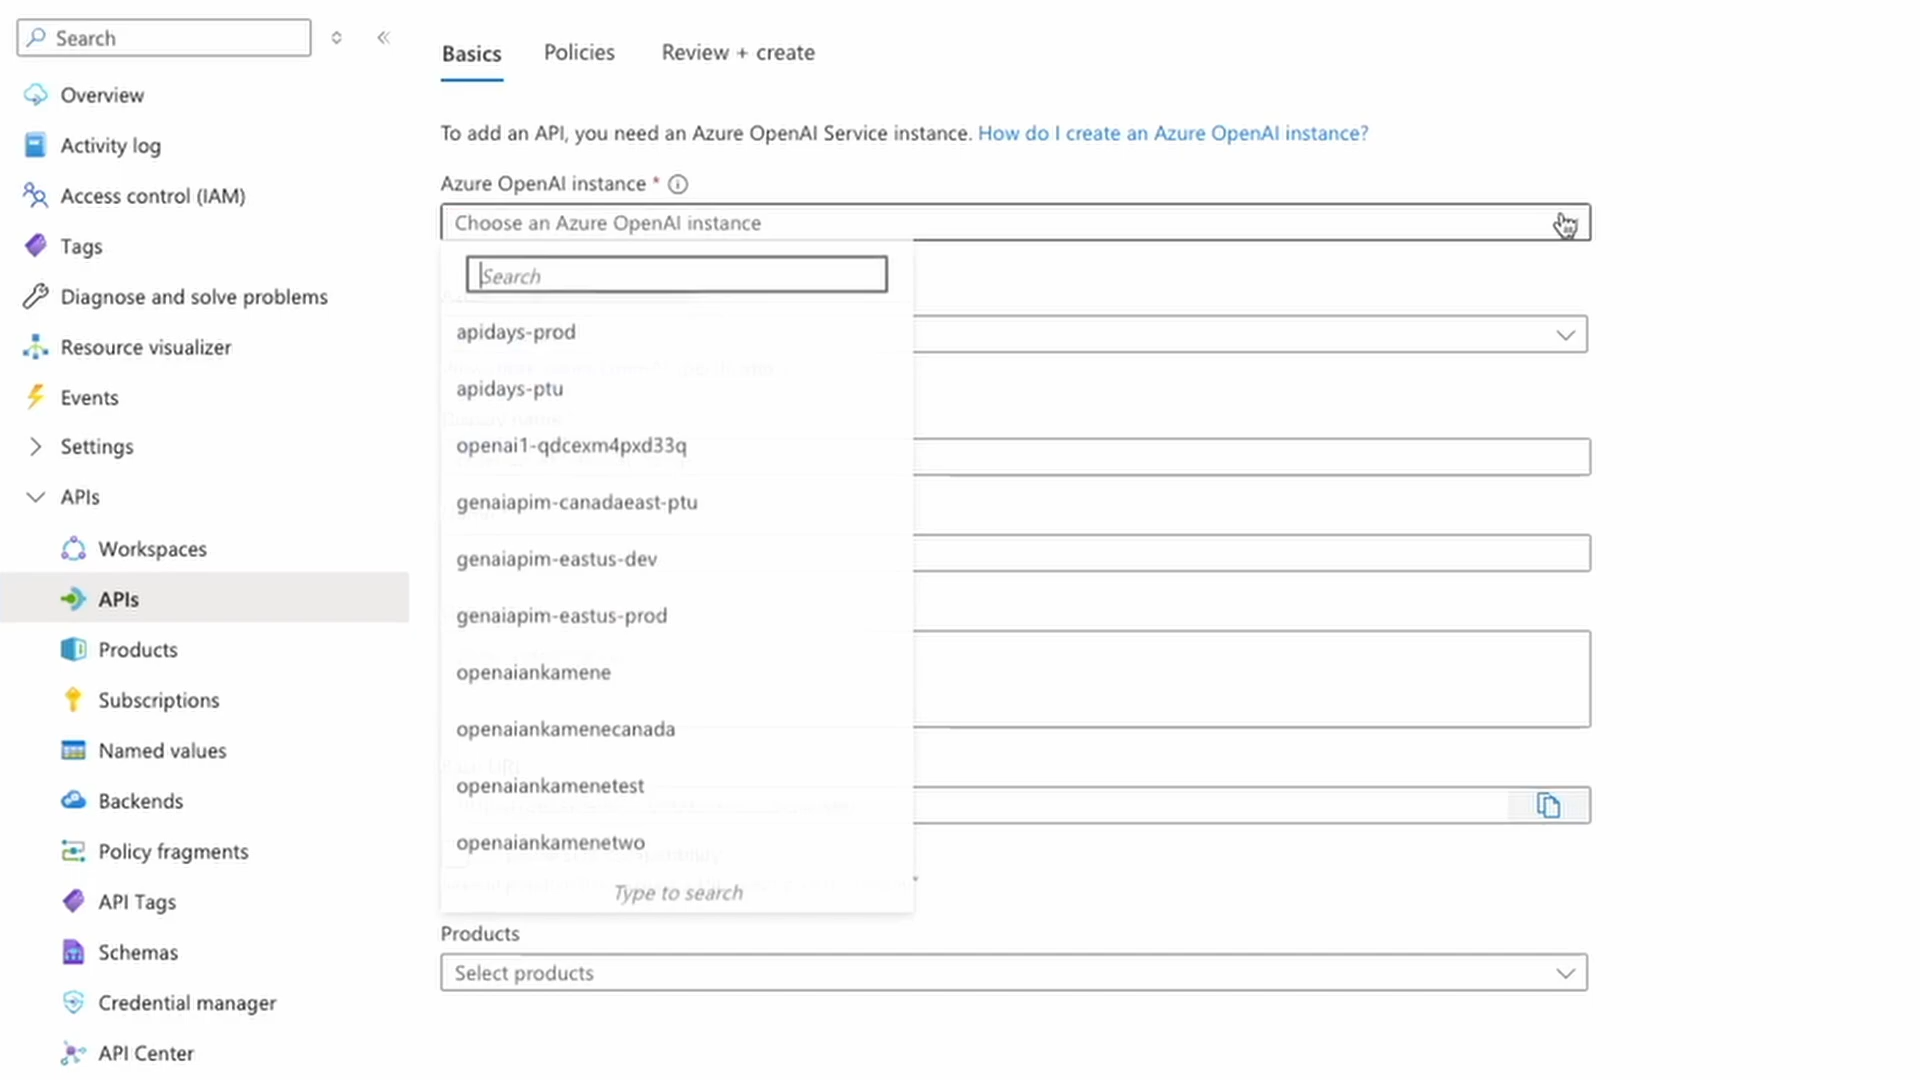 Search
Overview
Activity log
Access control (IAM)
Tags
Diagnose and solve problems
Resource visualizer
Events
Settings
APIs
Workspaces
APIs
Products
Subscriptions
Named values
Backends
Policy fragments
API Tags
Schemas
Credential manager
API Center
Basics Policies Review + create
To add an API, you need an Azure OpenAI Service instance. How do I create an Azure OpenAI instance?
Azure OpenAI instance *
Choose an Azure OpenAI instance
Search
apidays-prod
apidays-ptu
openai1-qdcexm4pxd33q
genaiapim-canadaeast-ptu
genaiapim-eastus-dev
genaiapim-eastus-prod
openaiankamene
openaiankamenecanada
openaiankamenetest
openaiankamenetwo
Type to search
Products
Select products